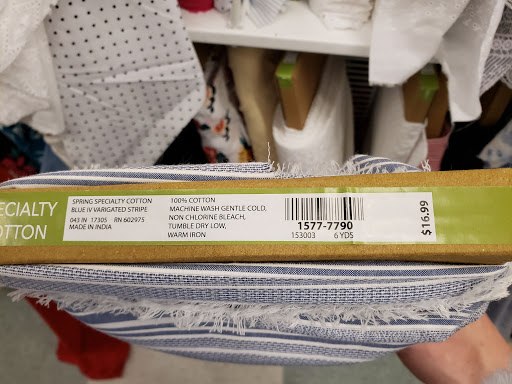 ECIALTY
OTTON
SPRING SPECIALTY COTTON
BLUE IV VARIGATED STRIPE
043 IN 17305 RN 602975
MADE IN INDIA
100% COTTON
MACHINE WASH GENTLE COLD,
NON CHLORINE BLEACH,
TUMBLE DRY LOW,
WARM IRON
1577-7790
153003 6 YDS
$16.99